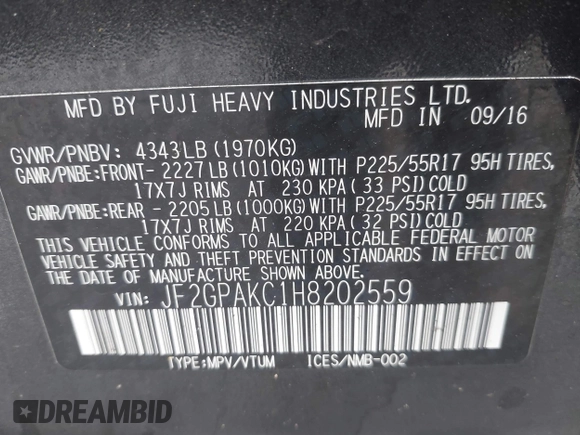 MFD BY FUJI HEAVY INDUSTRIES LTD.
MFD IN 09/16
GVWR/PNBV: 4343LB (1970KG)
GAWR/PNBE:FRONT- 2227LB (1010KG) WITH P225/55R17 95H TIRES,
17X7J RIMS AT 230 KPA (33 PSI) COLD
GAWR/PNBE:REAR - 2205LB (1000KG) WITH P225/55R17 95H TIRES,
17X7J RIMS AT 220 KPA (32 PSI) COLD
THIS VEHICLE CONFORMS TO ALL APPLICABLE FEDERAL MOTOR
VEHICLE SAFETY AND THEFT PREVENTION STANDARDS IN EFFECT ON
THE DATE OF MANUFACTURE SHOWN ABOVE.
VIN: JF2GPAKC1H8202559
TYPE:MPV/VTUM ICES/NMB-002
DREAMBID